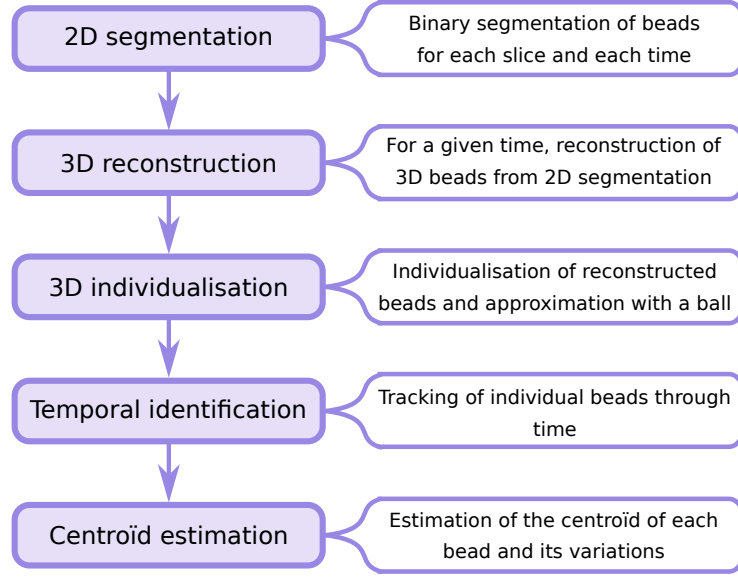 2D segmentation
Binary segmentation of beads
for each slice and each time
3D reconstruction
For a given time, reconstruction of
3D beads from 2D segmentation
3D individualisation
Individualisation of reconstructed
beads and approximation with a ball
Temporal identification
Tracking of individual beads through
time
Centroïd estimation
Estimation of the centroïd of each
bead and its variations